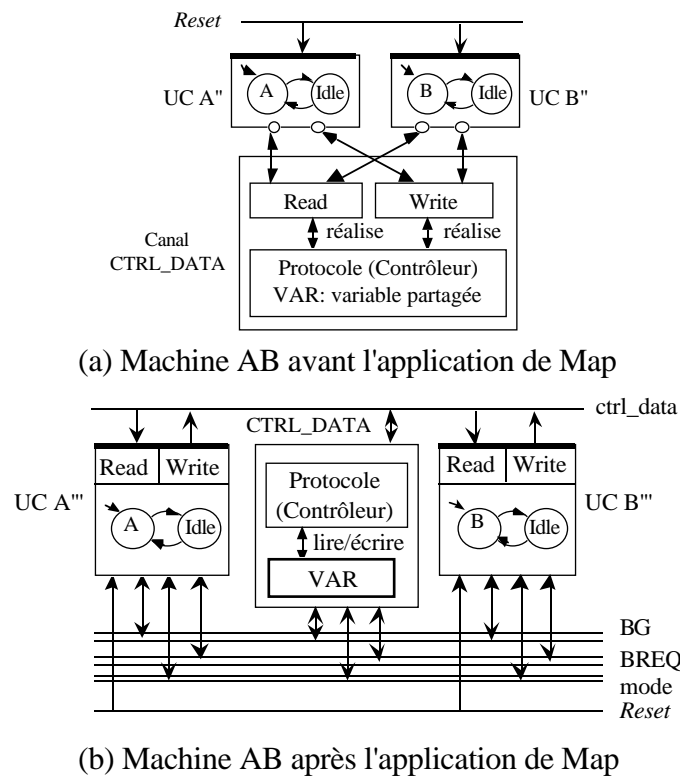 Reset
UC A"
A
Idle
B
Idle
UC B"
Read
Write
réalise
réalise
Canal
CTRL_DATA
Protocole (Contrôleur)
VAR: variable partagée
(a) Machine AB avant l'application de Map
ctrl_data
CTRL_DATA
Read
Write
Read
Write
UC A'''
A
Idle
Protocole
(Contrôleur)
lire/écrire
VAR
B
Idle
UC B'''
BG
BREQ
mode
Reset
(b) Machine AB après l'application de Map